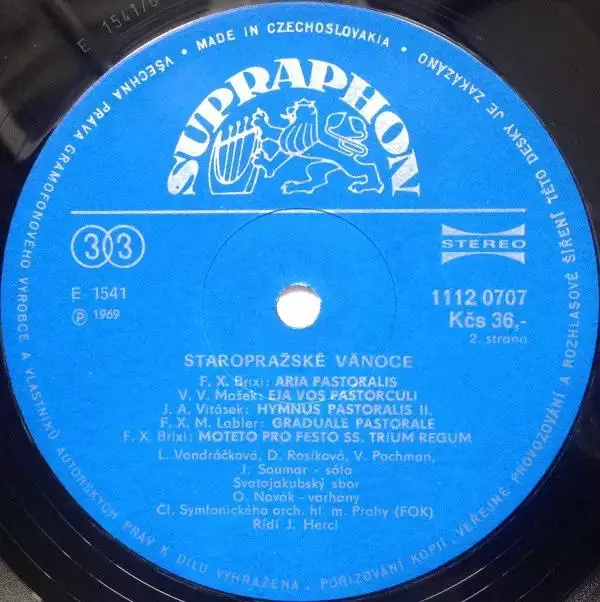 E 1541/6
VŠECHNA PRÁVA GRAMOFONOVÉHO VÝROBCE A VLASTNÍKŮ AUTORSKÝCH PRÁV K DÍLU VYHRAŽENA. POŘIZOVÁNÍ KOPIÍ, VEŘEJNÉ PROVOZOVÁNÍ A ROZHLASOVÉ ŠÍŘENÍ TÉTO DESKY JE ZAKÁZÁNO
• MADE IN CZECHOSLOVAKIA •
SUPRAPHON
33
STEREO
E 1541
1112 0707
Ⓟ 1969
Kčs 36,-
2. strana
STAROPRAŽSKÉ VÁNOCE
F. X. Brixi: ARIA PASTORALIS
V. V. Mašek: EJA VOS PASTORCULI
J. A. Vitásek: HYMNUS PASTORALIS II.
F. X. M. Labler: GRADUALE PASTORALE
F. X. Brixi: MOTETO PRO FESTO SS. TRIUM REGUM
L. Vondráčková, D. Rosíková, V. Pochman,
J. Soumar - sóla
Svatojakubský sbor
O. Novák - varhany
Čl. Symfonického orch. hl. m. Prahy (FOK)
Řídí J. Hercl